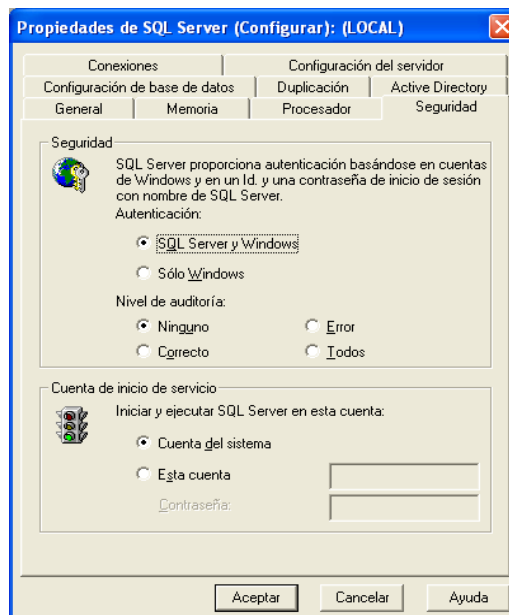 Propiedades de SQL Server (Configurar): (LOCAL)
Conexiones
Configuración del servidor
Configuración de base de datos
Duplicación
Active Directory
General
Memoria
Procesador
Seguridad
Seguridad
SQL Server proporciona autenticación basándose en cuentas
de Windows y en un Id. y una contraseña de inicio de sesión
con nombre de SQL Server.
Autenticación:
SQL Server y Windows
Sólo Windows
Nivel de auditoría:
Ninguno
Error
Correcto
Todos
Cuenta de inicio de servicio
Iniciar y ejecutar SQL Server en esta cuenta:
Cuenta del sistema
Esta cuenta
Contraseña:
Aceptar
Cancelar
Ayuda